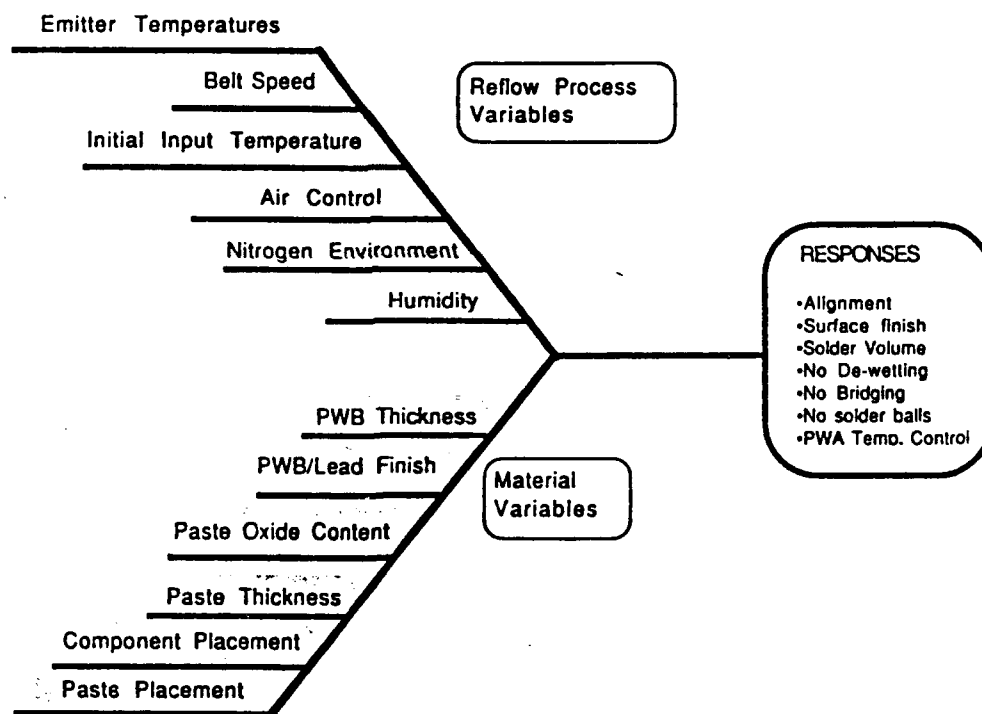 Emitter Temperatures
Belt Speed
Initial Input Temperature
Air Control
Nitrogen Environment
Humidity
Reflow Process
Variables
RESPONSES
•Alignment
•Surface finish
•Solder Volume
•No De-wetting
•No Bridging
•No solder balls
•PWA Temp. Control
PWB Thickness
PWB/Lead Finish
Paste Oxide Content
Paste Thickness
Component Placement
Paste Placement
Material
Variables